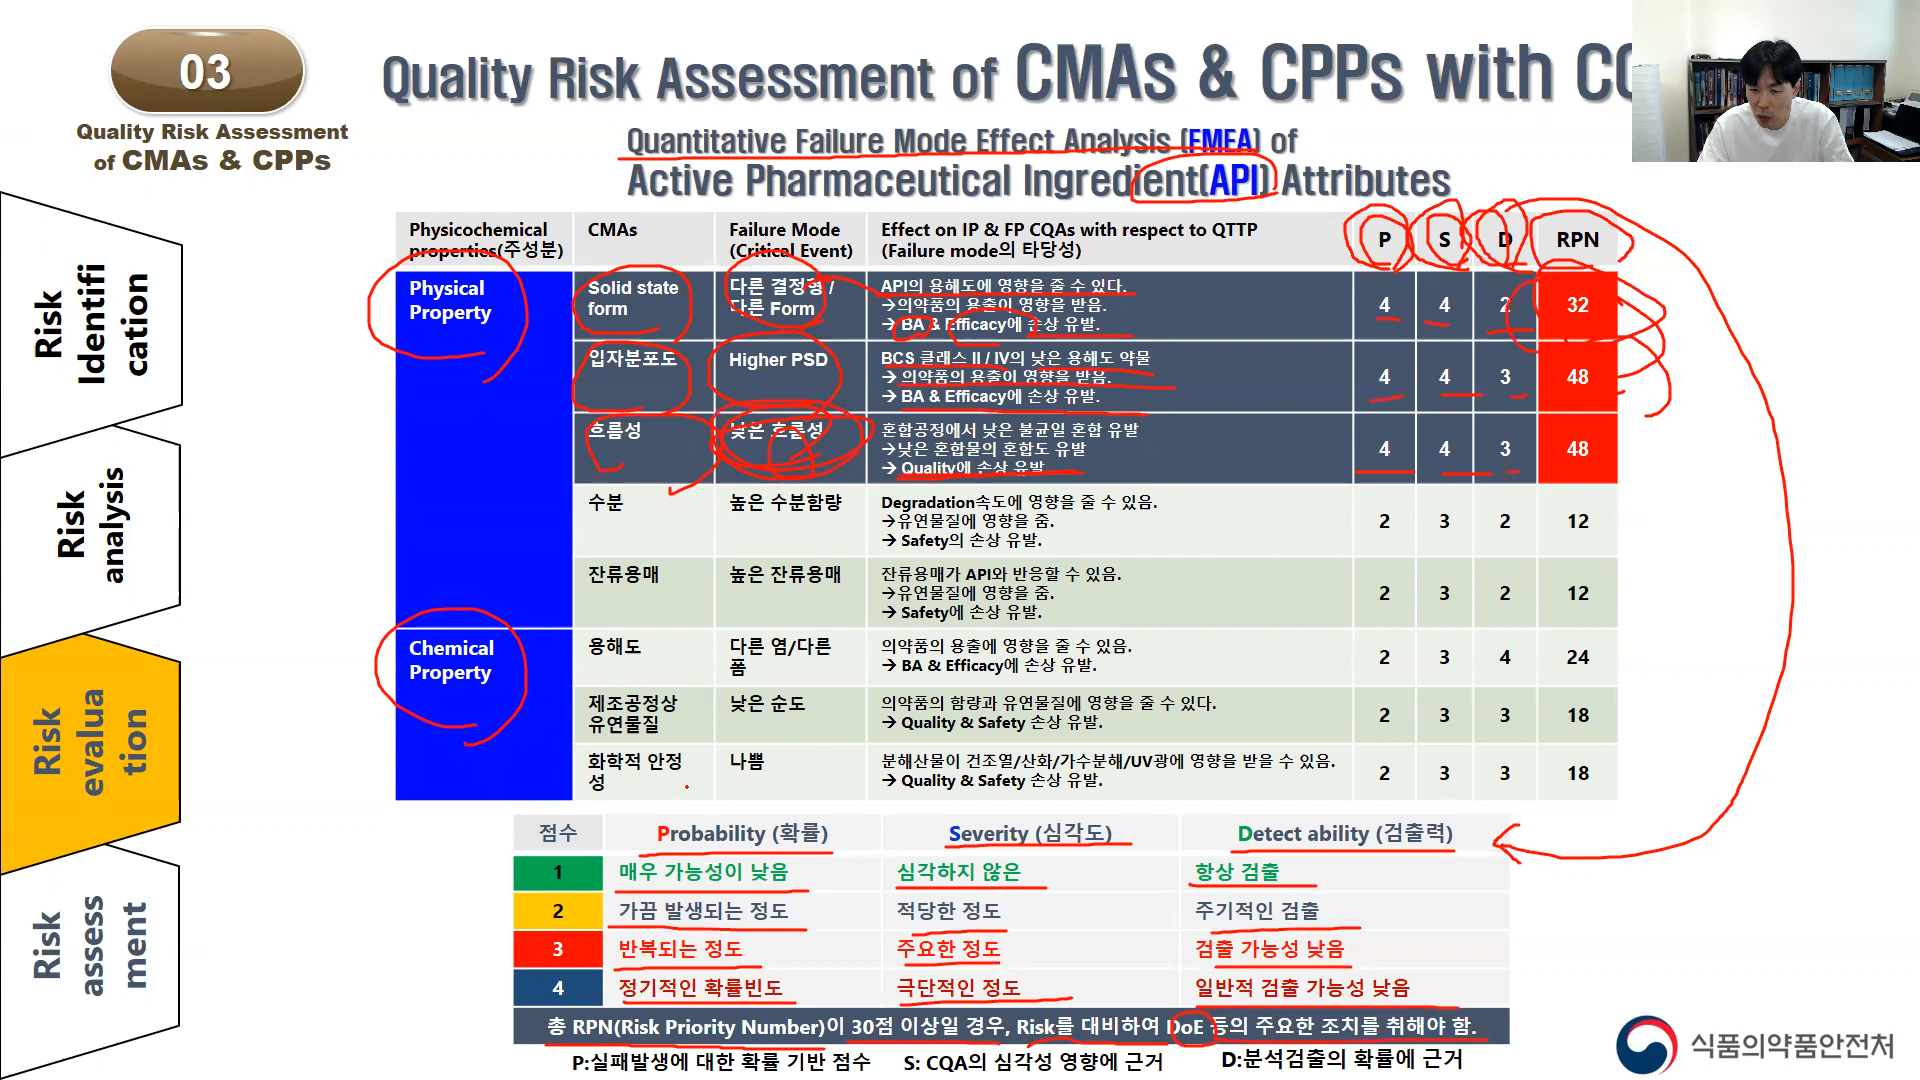 03
Quality Risk Assessment
of CMAs & CPPs
Quality Risk Assessment of CMAs & CPPs with
Quantitative Failure Mode Effect Analysis (FMEA) of
Active Pharmaceutical Ingredient(API) Attributes
Risk
Identifi
cation
Risk
analysis
Risk
evalua
tion
Risk
assess
ment
Physicochemical
properties(주성분)
CMAs
Failure Mode
(Critical Event)
Effect on IP & FP CQAs with respect to QTTP
(Failure mode의 타당성)
P
S
D
RPN
Physical
Property
Solid state
form
다른 결정형 /
다른 Form
API의 용해도에 영향을 줄 수 있다.
→의약품의 용출이 영향을 받음.
→ BA & Efficacy에 손상 유발.
4
4
2
32
입자분포도
Higher PSD
BCS 클래스 II / IV의 낮은 용해도 약물
→ 의약품의 용출이 영향을 받음.
→ BA & Efficacy에 손상 유발.
4
4
3
48
흐름성
낮은 흐름성
혼합공정에서 낮은 불균일 혼합 유발
→낮은 혼합물의 혼합도 유발
→ Quality에 손상 유발
4
4
3
48
수분
높은 수분함량
Degradation속도에 영향을 줄 수 있음.
→유연물질에 영향을 줌.
→ Safety의 손상 유발.
2
3
2
12
잔류용매
높은 잔류용매
잔류용매가 API와 반응할 수 있음.
→유연물질에 영향을 줌.
→ Safety에 손상 유발.
2
3
2
12
Chemical
Property
용해도
다른 염/다른
폼
의약품의 용출에 영향을 줄 수 있음.
→ BA & Efficacy에 손상 유발.
2
3
4
24
제조공정상
유연물질
낮은 순도
의약품의 함량과 유연물질에 영향을 줄 수 있다.
→ Quality & Safety 손상 유발.
2
3
3
18
화학적 안정
성
나쁨
분해산물이 건조열/산화/가수분해/UV광에 영향을 받을 수 있음.
→ Quality & Safety 손상 유발.
2
3
3
18
점수
Probability (확률)
Severity (심각도)
Detect ability (검출력)
1
매우 가능성이 낮음
심각하지 않은
항상 검출
2
가끔 발생되는 정도
적당한 정도
주기적인 검출
3
반복되는 정도
주요한 정도
검출 가능성 낮음
4
정기적인 확률빈도
극단적인 정도
일반적 검출 가능성 낮음
총 RPN(Risk Priority Number)이 30점 이상일 경우, Risk를 대비하여 DoE 등의 주요한 조치를 취해야 함.
P:실패발생에 대한 확률 기반 점수
S: CQA의 심각성 영향에 근거
D:분석검출의 확률에 근거
식품의약품안전처